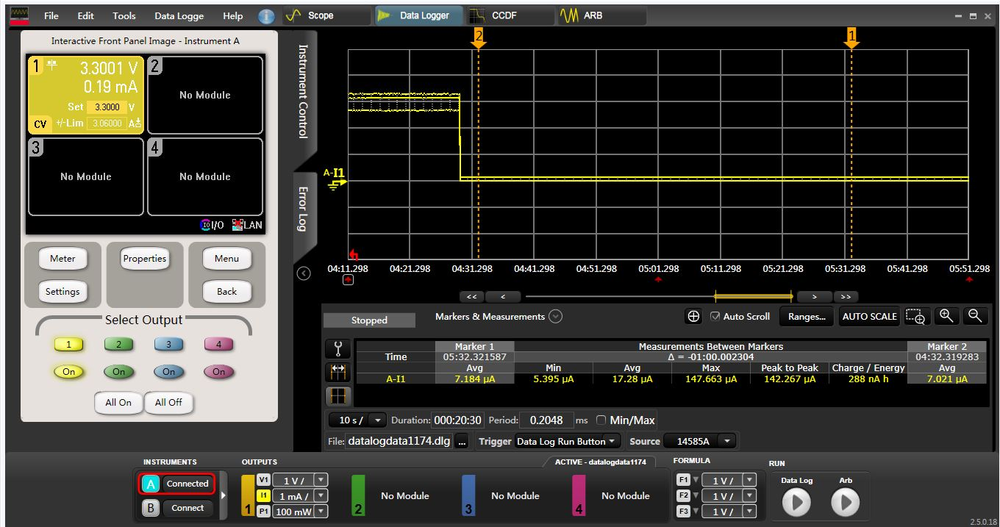 File Edit Tools Data Logge Help Scope Data Logger CCDF ARB
Interactive Front Panel Image - Instrument A
1 3.3001 V
0.19 mA
Set 3.3000 V
CV +/-Lim 3.06000 A
2
No Module
3
No Module
4
No Module
IO I/O LAN
Meter Properties Menu
Settings Back
Select Output
1 2 3 4
On On On On
All On All Off
Instrument Control
Error Log
2 1
A-I1
04:11.298 04:21.298 04:31.298 04:41.298 04:51.298 05:01.298 05:11.298 05:21.298 05:31.298 05:41.298 05:51.298
<< < > >>
Stopped Markers & Measurements Auto Scroll Ranges... AUTO SCALE
Marker 1 Measurements Between Markers Marker 2
Time 05:32.321587 Δ = -01:00.002304 04:32.319283
Avg Min Avg Max Peak to Peak Charge / Energy Avg
A-I1 7.184 µA 5.395 µA 17.28 µA 147.663 µA 142.267 µA 288 nA h 7.021 µA
10 s / Duration: 000:20:30 Period: 0.2048 ms Min/Max
File: datalogdata1174.dlg ... Trigger Data Log Run Button Source 14585A
INSTRUMENTS OUTPUTS ACTIVE - datalogdata1174 FORMULA RUN
A Connected
B Connect
1
V1 1 V /
I1 1 mA /
P1 100 mW
2 No Module
3 No Module
4 No Module
F1 1 V /
F2 1 V /
F3 1 V /
Data Log Arb
2.5.0.18